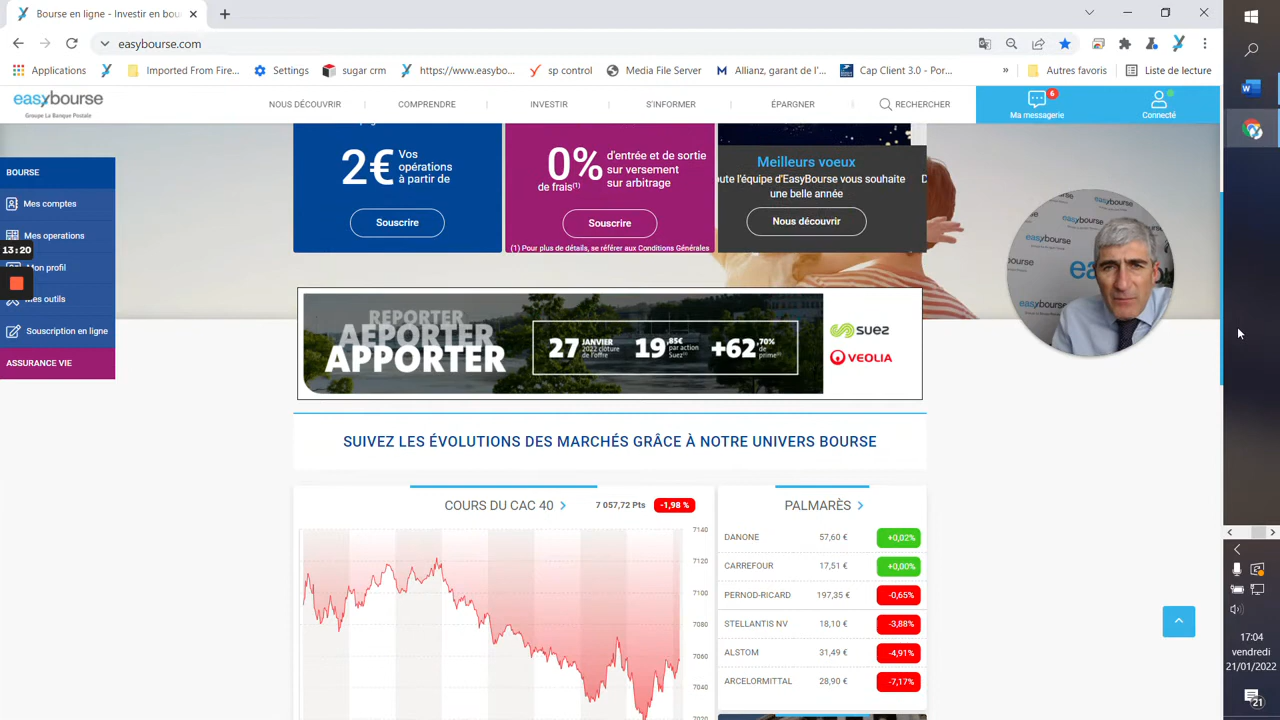 Bourse en ligne - Investir en bour
easybourse.com
Applications
Imported From Fire...
Settings
sugar crm
https://www.easybo...
sp control
Media File Server
Allianz, garant de l'...
Cap Client 3.0 - Por...
»
Autres favoris
Liste de lecture
easybourse
Groupe La Banque Postale
NOUS DÉCOUVRIR
COMPRENDRE
INVESTIR
S'INFORMER
ÉPARGNER
RECHERCHER
6
Ma messagerie
Connecté
BOURSE
Mes comptes
Mes operations
13:20
Mon profil
Mes outils
Souscription en ligne
ASSURANCE VIE
2€ Vos
opérations
à partir de
Souscrire
0% d'entrée et de sortie
de frais(1) sur versement
sur arbitrage
Souscrire
(1) Pour plus de détails, se référer aux Conditions Générales
Meilleurs voeux
oute l'équipe d'EasyBourse vous souhaite
une belle année
Nous découvrir
easybourse
easybourse
easybourse
REPORTER
AEPORTER
APPORTER
27 JANVIER
2022 clôture
de l'offre
19,85€
par action
Suez(1)
+62,70%
de
prime(2)
suez
VEOLIA
SUIVEZ LES ÉVOLUTIONS DES MARCHÉS GRÂCE À NOTRE UNIVERS BOURSE
COURS DU CAC 40 7 057,72 Pts -1,98 %
7140
7120
7100
7080
7060
7040
7020
PALMARÈS
DANONE 57,60 € +0,02%
CARREFOUR 17,51 € +0,00%
PERNOD-RICARD 197,35 € -0,65%
STELLANTIS NV 18,10 € -3,88%
ALSTOM 31,49 € -4,91%
ARCELORMITTAL 28,90 € -7,17%
17:04
vendredi
21/01/2022
21